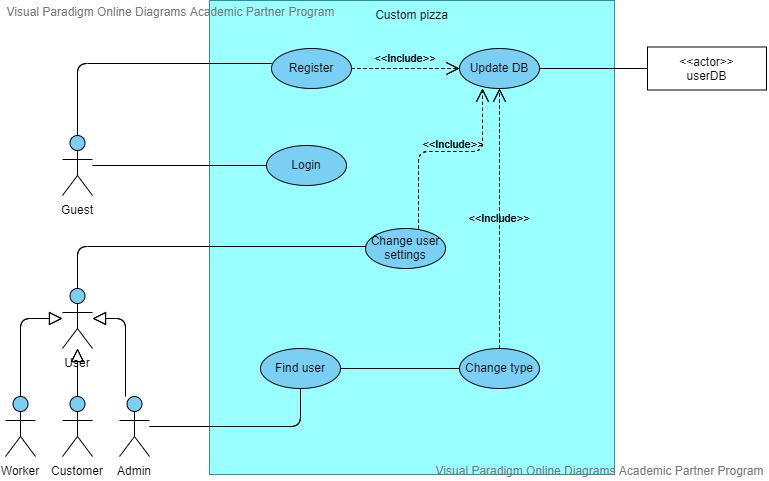 Visual Paradigm Online Diagrams Academic Partner Program
Custom pizza
Register
<<Include>>
Update DB
<<actor>>
userDB
<<Include>>
Login
Guest
<<Include>>
Change user
settings
User
Find user
Change type
Worker
Customer
Admin
Visual Paradigm Online Diagrams Academic Partner Program